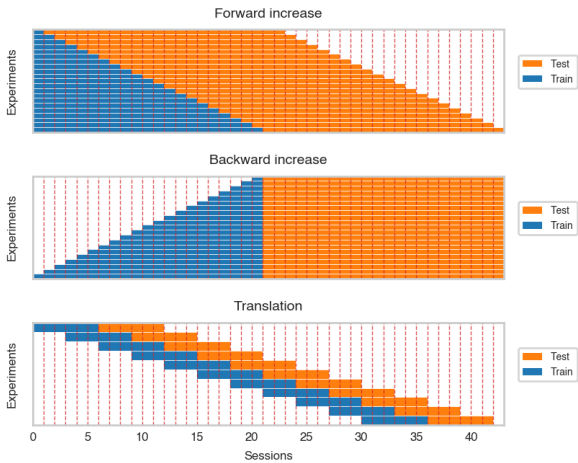 Forward increase
Experiments
Test
Train
Backward increase
Experiments
Test
Train
Translation
Experiments
Test
Train
0 5 10 15 20 25 30 35 40
Sessions